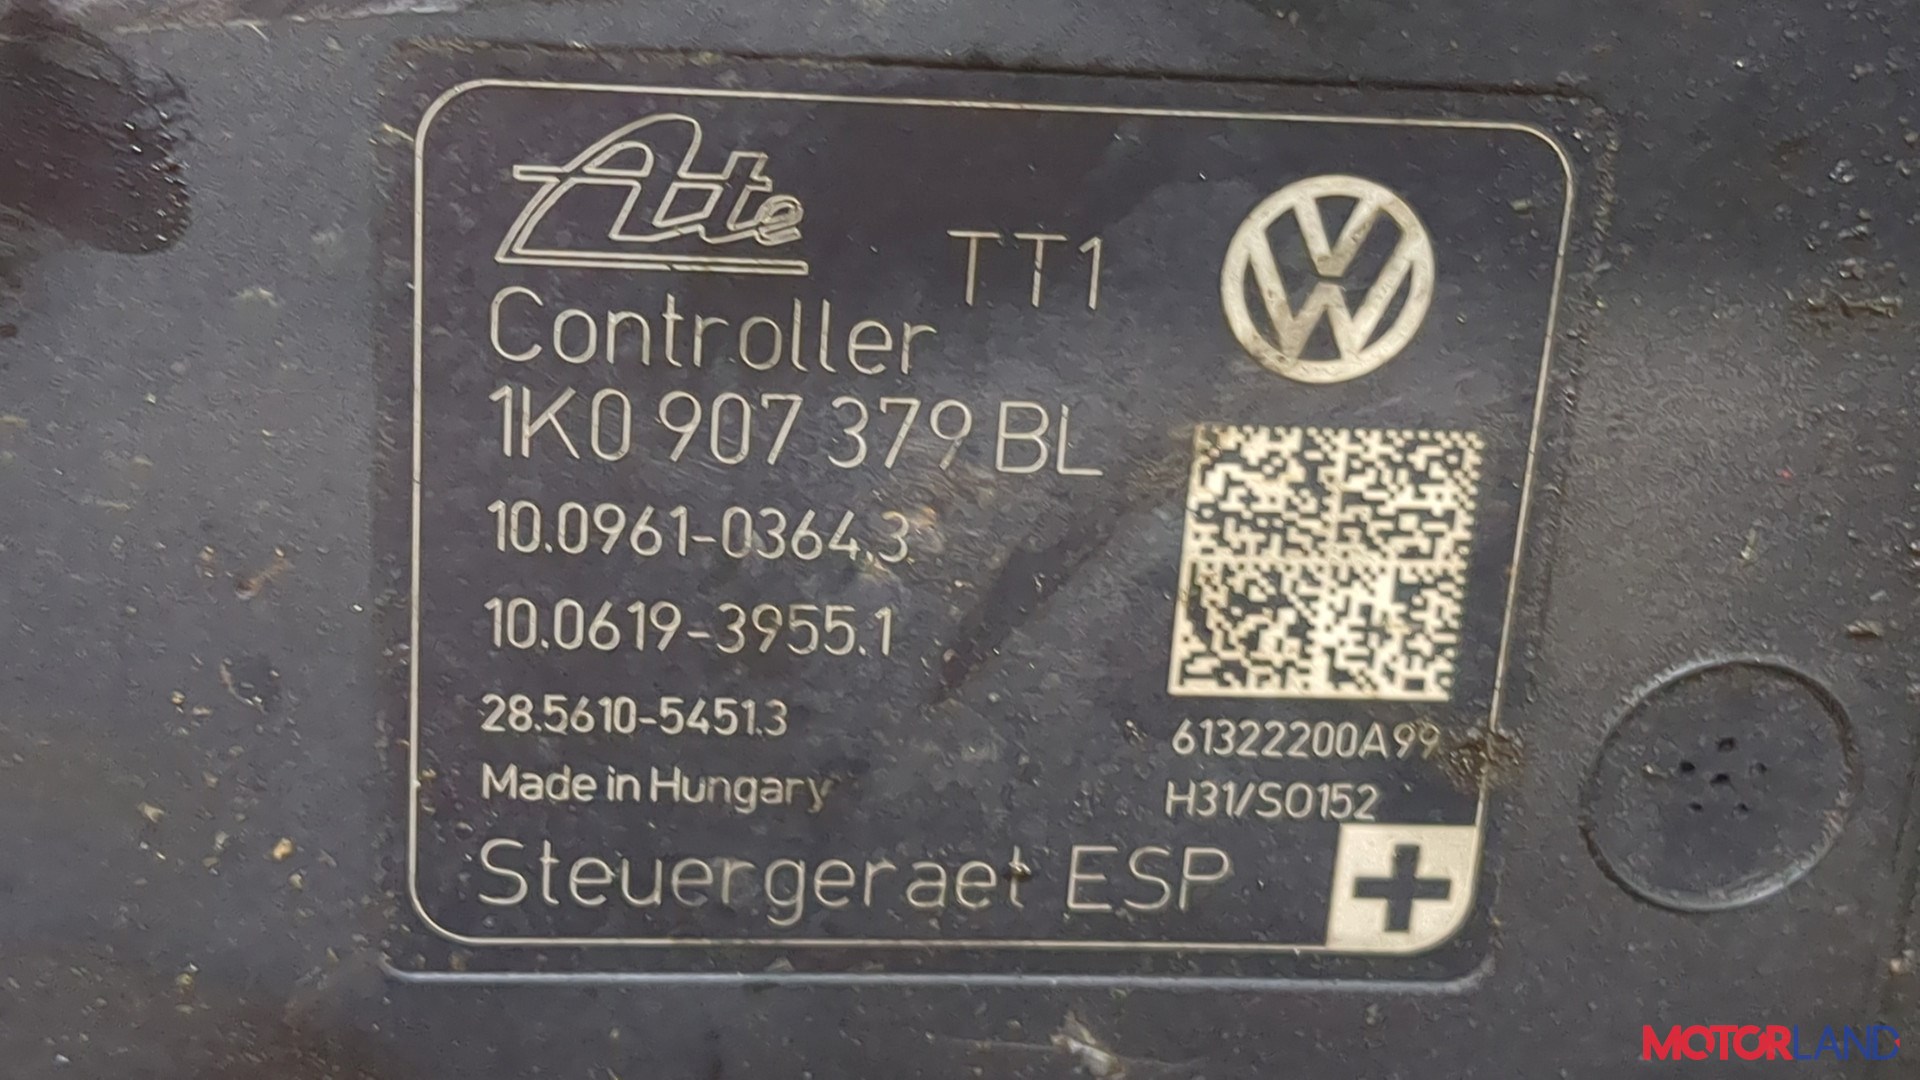 Ate
TT1
Controller
1K0 907 379 BL
10.0961-0364.3
10.0619-3955.1
28.5610-5451.3
Made in Hungary
61322200A99
H31/SO152
Steuergeraet ESP
MOTORLAND